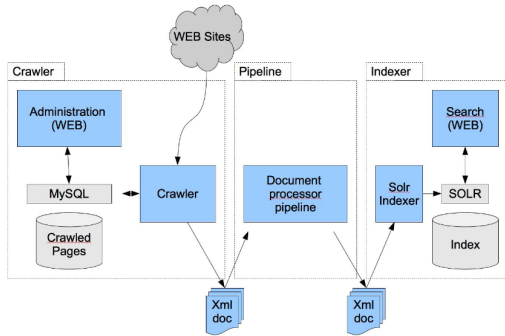 WEB Sites
Crawler
Pipeline
Indexer
Administration
(WEB)
Search
(WEB)
MySQL
Crawler
Document
processor
pipeline
Solr
Indexer
SOLR
Crawled
Pages
Index
Xml
doc
Xml
doc